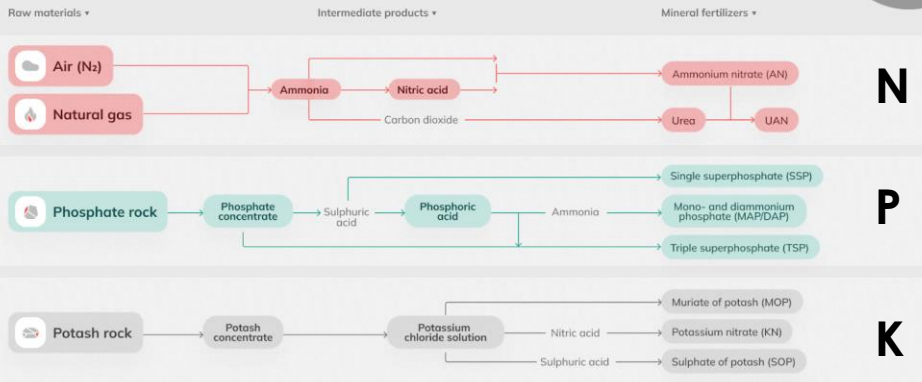 Raw materials ▾
Intermediate products ▾
Mineral fertilizers ▾
Air (N₂)
Natural gas
Ammonia
Nitric acid
Carbon dioxide
Ammonium nitrate (AN)
Urea
UAN
N
Phosphate rock
Phosphate
concentrate
Sulphuric
acid
Phosphoric
acid
Ammonia
Single superphosphate (SSP)
Mono- and diammonium
phosphate (MAP/DAP)
Triple superphosphate (TSP)
P
Potash rock
Potash
concentrate
Potassium
chloride solution
Nitric acid
Sulphuric acid
Muriate of potash (MOP)
Potassium nitrate (KN)
Sulphate of potash (SOP)
K